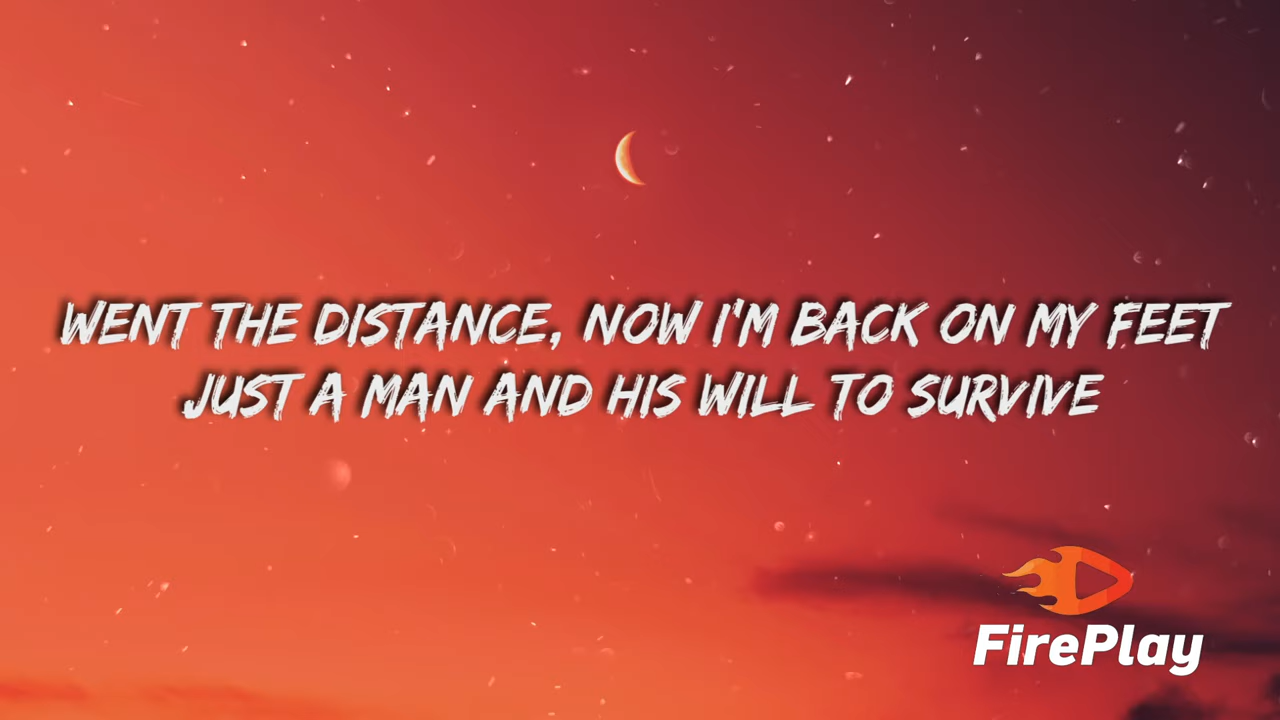 WENT THE DISTANCE, NOW I'M BACK ON MY FEET
JUST A MAN AND HIS WILL TO SURVIVE
FirePlay